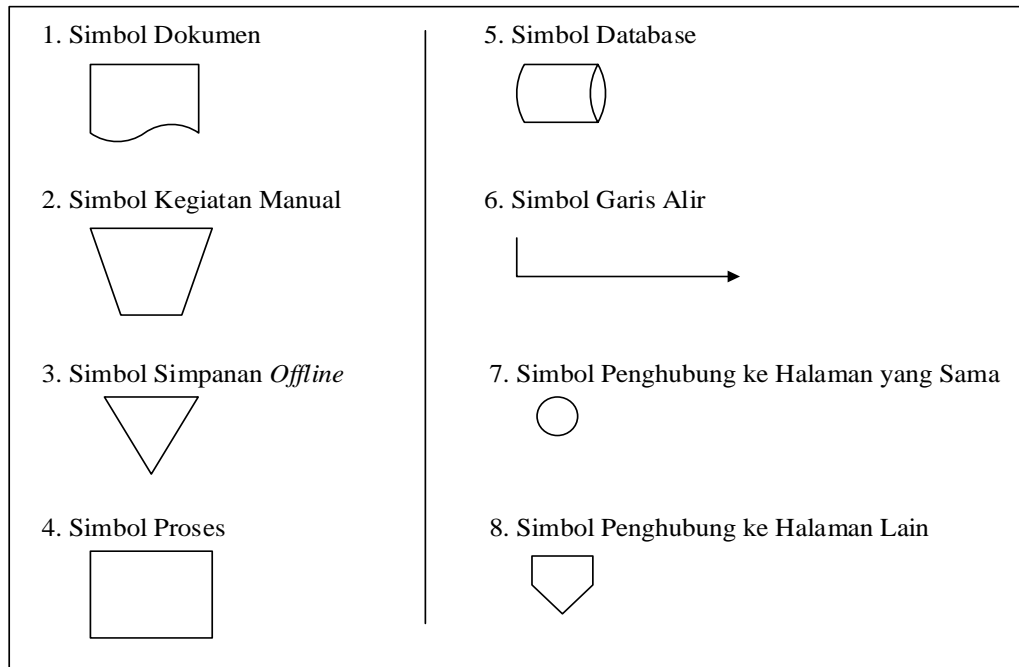 1. Simbol Dokumen
2. Simbol Kegiatan Manual
3. Simbol Simpanan Offline
4. Simbol Proses
5. Simbol Database
6. Simbol Garis Alir
7. Simbol Penghubung ke Halaman yang Sama
8. Simbol Penghubung ke Halaman Lain